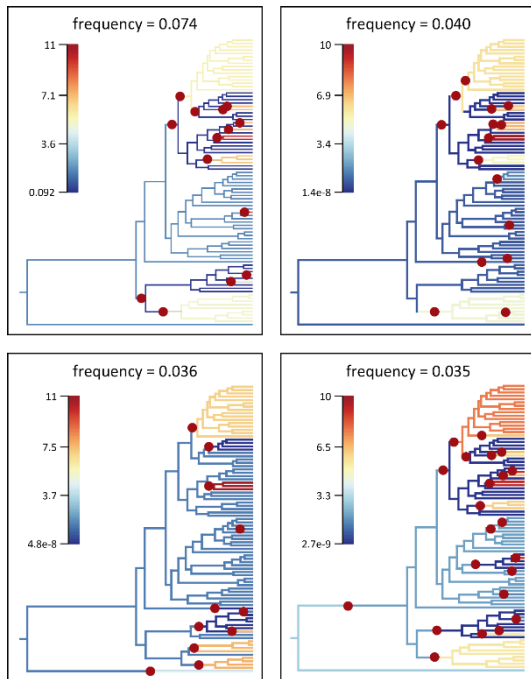 frequency = 0.074
11
7.1
3.6
0.092
frequency = 0.040
10
6.9
3.4
1.4e-8
frequency = 0.036
11
7.5
3.7
4.8e-8
frequency = 0.035
10
6.5
3.3
2.7e-9